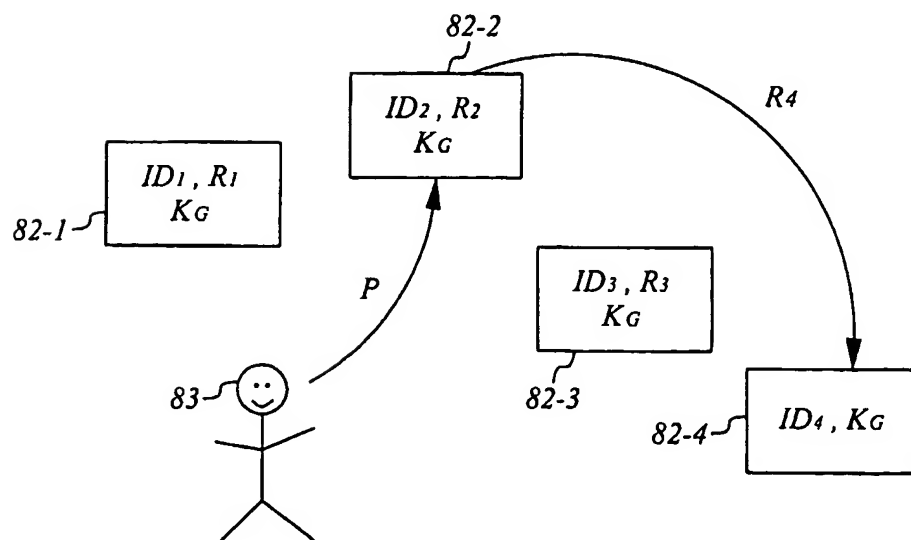 82-2
ID2, R2
KG
R4
ID1, R1
KG
82-1
P
ID3, R3
KG
82-3
83
82-4
ID4, KG